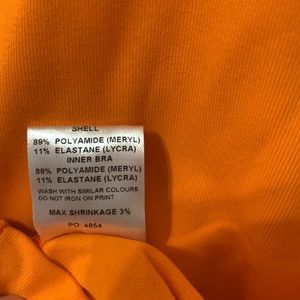 SHELL
89% POLYAMIDE (MERYL)
11% ELASTANE (LYCRA)
INNER BRA
89% POLYAMIDE (MERYL)
11% ELASTANE (LYCRA)
WASH WITH SIMILAR COLOURS
DO NOT IRON ON PRINT
MAX SHRINKAGE 3%
PO: 4854